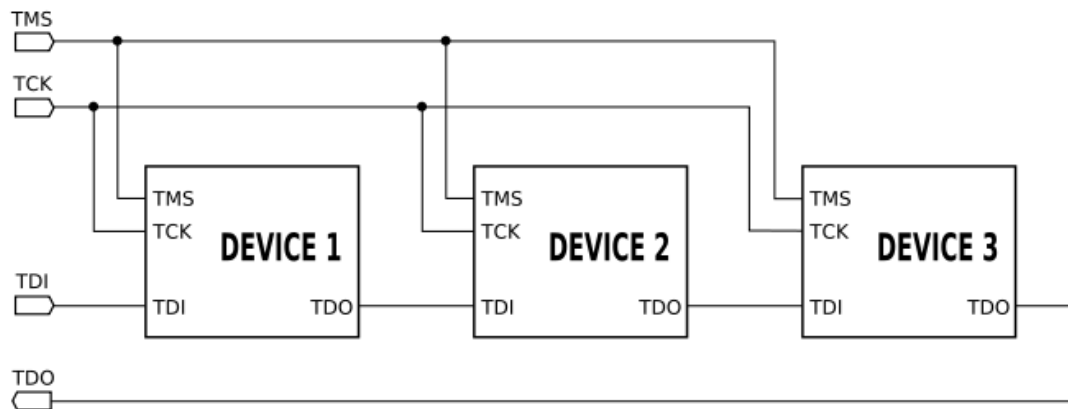 TMS
TCK
TMS
TCK
DEVICE 1
TDI
TDO
TMS
TCK
DEVICE 2
TDI
TDO
TMS
TCK
DEVICE 3
TDI
TDO
TDI
TDO